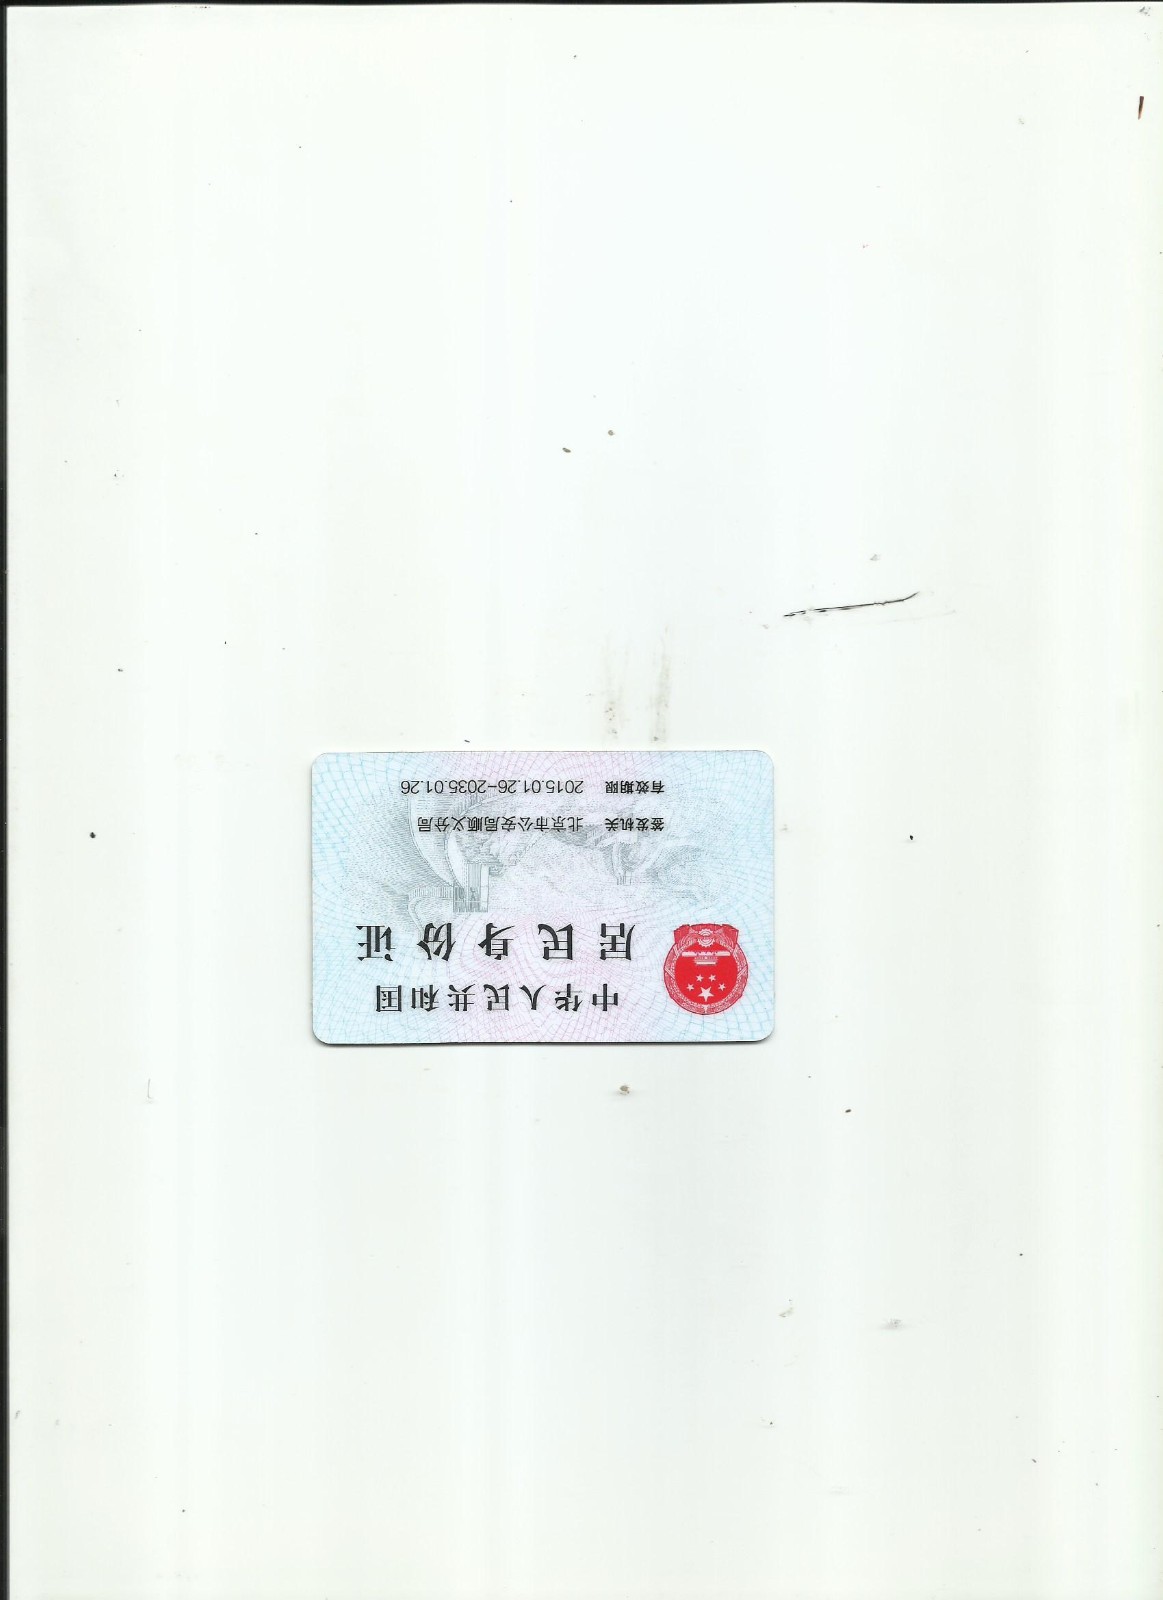 中华人民共和国
居民身份证
签发机关 北京市公安局顺义分局
有效期限 2015.01.26-2035.01.26